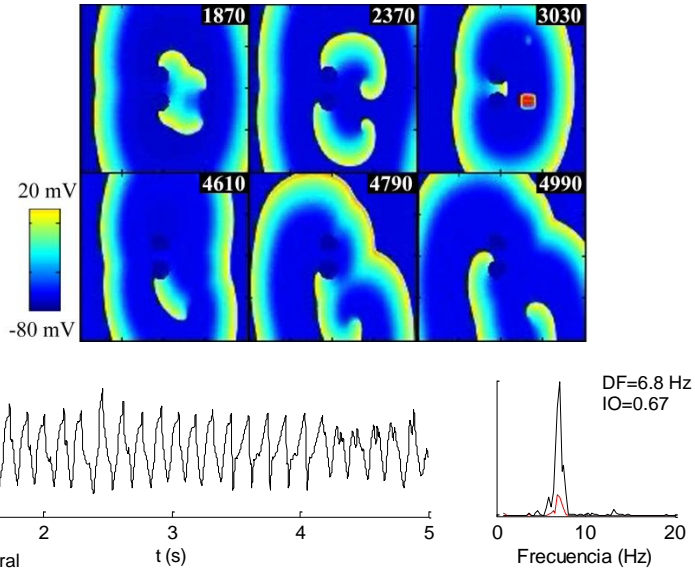 1870 2370 3030
4610 4790 4990
20 mV
-80 mV
DF=6.8 Hz
IO=0.67
2 3 4 5
ral t (s)
0 10 20
Frecuencia (Hz)